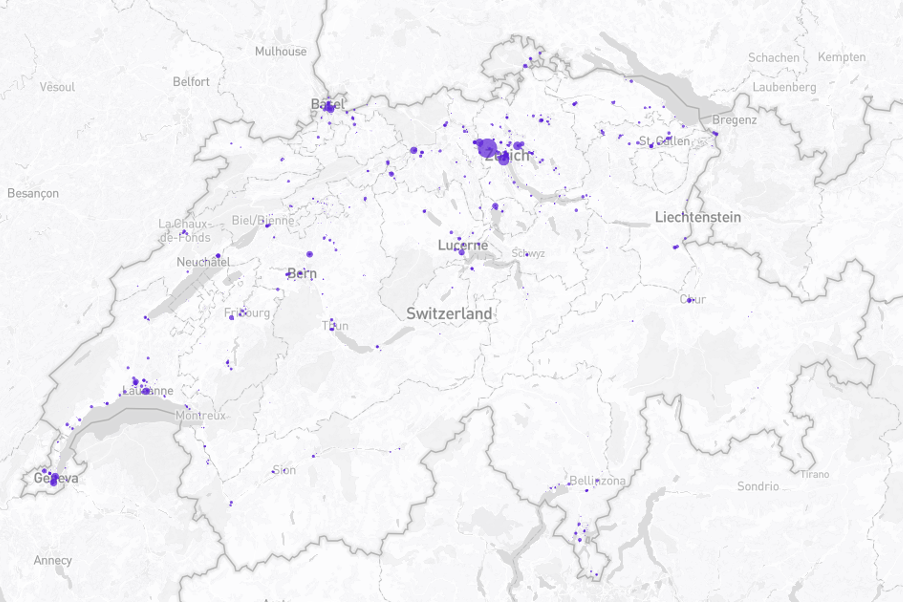 Mulhouse
Schachen
Kempten
Vesoul
Belfort
Laubenberg
Basel
Bregenz
St.Gallen
Zürich
Besançon
La Chaux-
de-Fonds
Biel/Bienne
Liechtenstein
Neuchâtel
Lucerne
Schwyz
Bern
Chur
Fribourg
Switzerland
Thun
Lausanne
Montreux
Sion
Geneva
Bellinzona
Tirano
Sondrio
Annecy